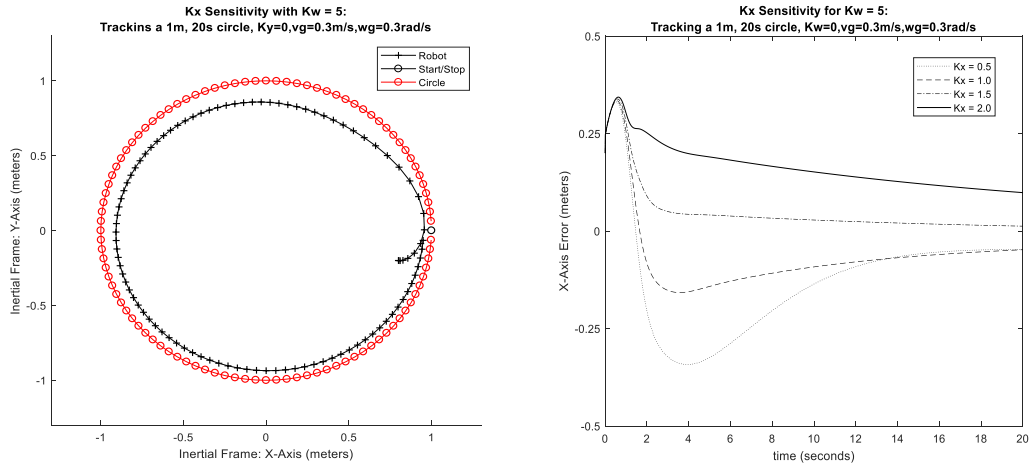 Kx Sensitivity with Kw = 5:
Trackins a 1m, 20s circle, Ky=0,vg=0.3m/s,wg=0.3rad/s
Robot
Start/Stop
Circle
1
0.5
0
-0.5
-1
Inertial Frame: Y-Axis (meters)
-1
-0.5
0
0.5
1
Inertial Frame: X-Axis (meters)
Kx Sensitivity for Kw = 5:
Tracking a 1m, 20s circle, Kw=0,vg=0.3m/s,wg=0.3rad/s
Kx = 0.5
Kx = 1.0
Kx = 1.5
Kx = 2.0
0.5
0.25
0
-0.25
-0.5
X-Axis Error (meters)
0
2
4
6
8
10
12
14
16
18
20
time (seconds)